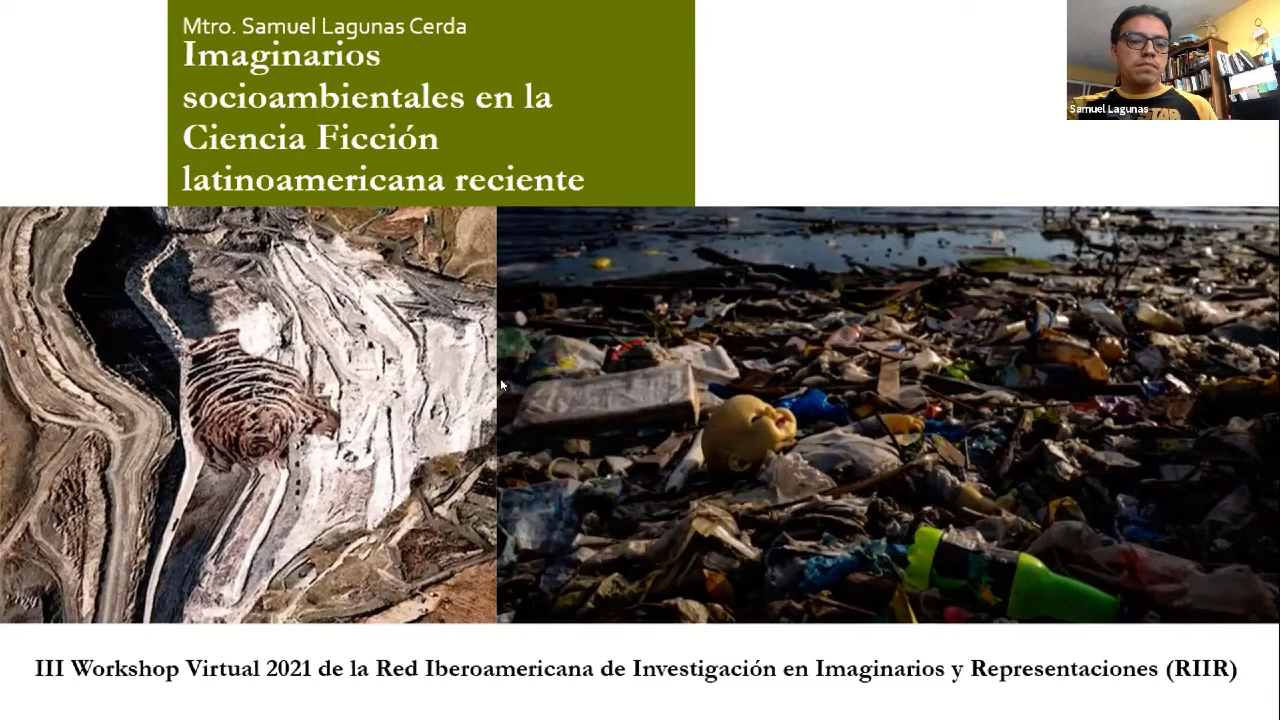 Mtro. Samuel Lagunas Cerda
Imaginarios
socioambientales en la
Ciencia Ficción
latinoamericana reciente
Samuel Lagunas
III Workshop Virtual 2021 de la Red Iberoamericana de Investigación en Imaginarios y Representaciones (RIIR)